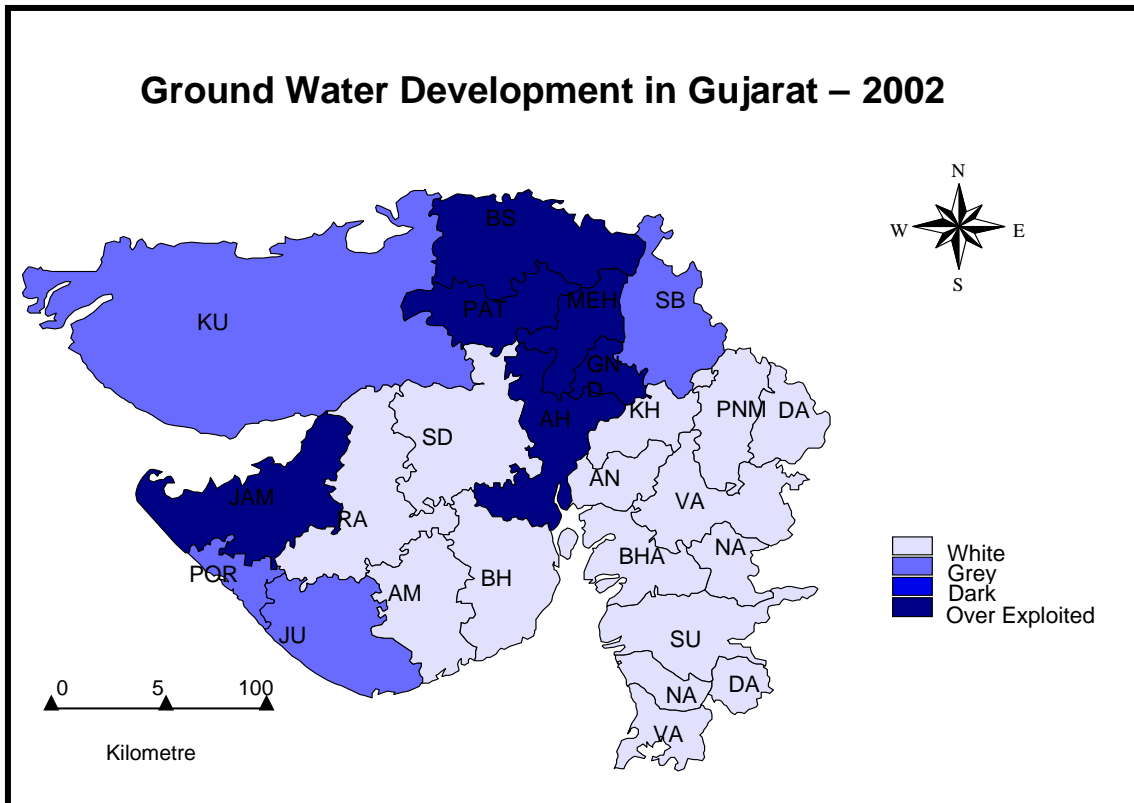 Ground Water Development in Gujarat – 2002
N
W
E
S
BS
PAT
MEH
SB
KU
GN
D
AH
KH
PNM
DA
SD
AN
VA
JAM
RA
BHA
NA
POR
AM
BH
JU
SU
NA
DA
VA
White
Grey
Dark
Over Exploited
0 5 100
Kilometre